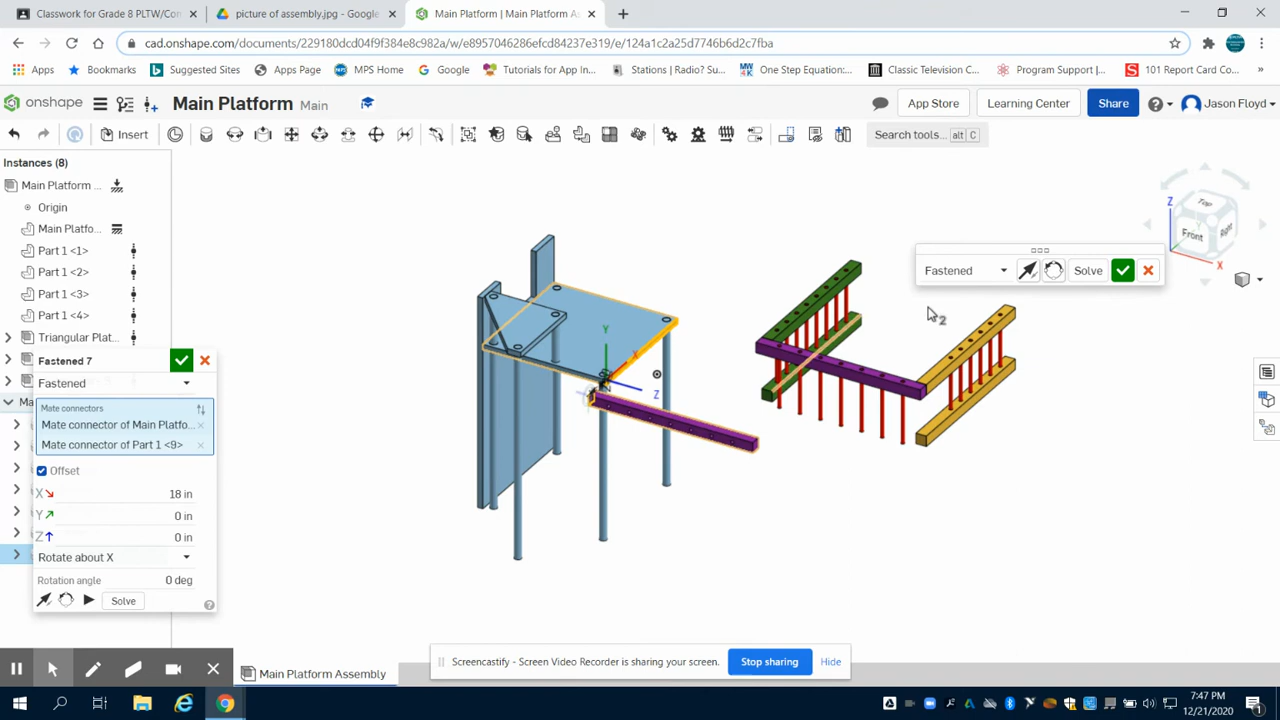 Classwork for Grade 8 PLTW/Con
picture of assembly.jpg - Google
Main Platform | Main Platform As
cad.onshape.com/documents/229180dcd04f9f384e8c982a/w/e8957046286efcd84237e319/e/124a1c2a25d7746b6d2c7fba
Apps
Bookmarks
Suggested Sites
Apps Page
MPS Home
Google
Tutorials for App In...
Stations | Radio? Su...
One Step Equation:...
Classic Television C...
Program Support |...
101 Report Card Co...
onshape
Main Platform Main
App Store
Learning Center
Share
Jason Floyd
Insert
Search tools... alt C
Instances (8)
Main Platform ...
Origin
Main Platfo...
Part 1 <1>
Part 1 <2>
Part 1 <3>
Part 1 <4>
Triangular Plat...
Fastened 7
Fastened
Mate connectors
Mate connector of Main Platfo...
Mate connector of Part 1 <9>
Offset
X 18 in
Y 0 in
Z 0 in
Rotate about X
Rotation angle 0 deg
Solve
Fastened
Solve
Top
Front
Right
Z
X
Y
X
Z
2
Screencastify - Screen Video Recorder is sharing your screen.
Stop sharing
Hide
Main Platform Assembly
7:47 PM
12/21/2020